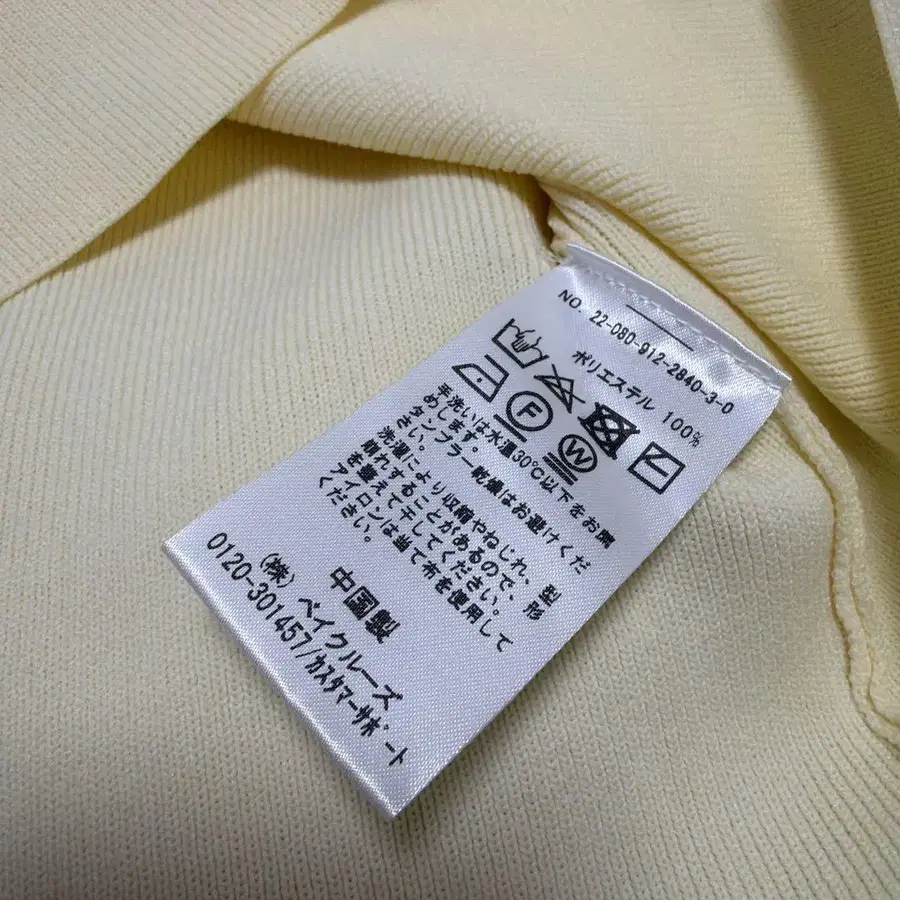 NO. 22-080-912-2840-3-0
ポリエステル 100%
F
W
手洗いは水温30℃以下をお勧
めします。
タンブラー乾燥はお避けくだ
さい。
洗濯により収縮やねじれ、型
崩れすることがあるので、形
を整えて干してください。
アイロンは当て布を使用して
ください。
中国製
(株) ベイクルーズ
0120-301457/カスタマーサポート